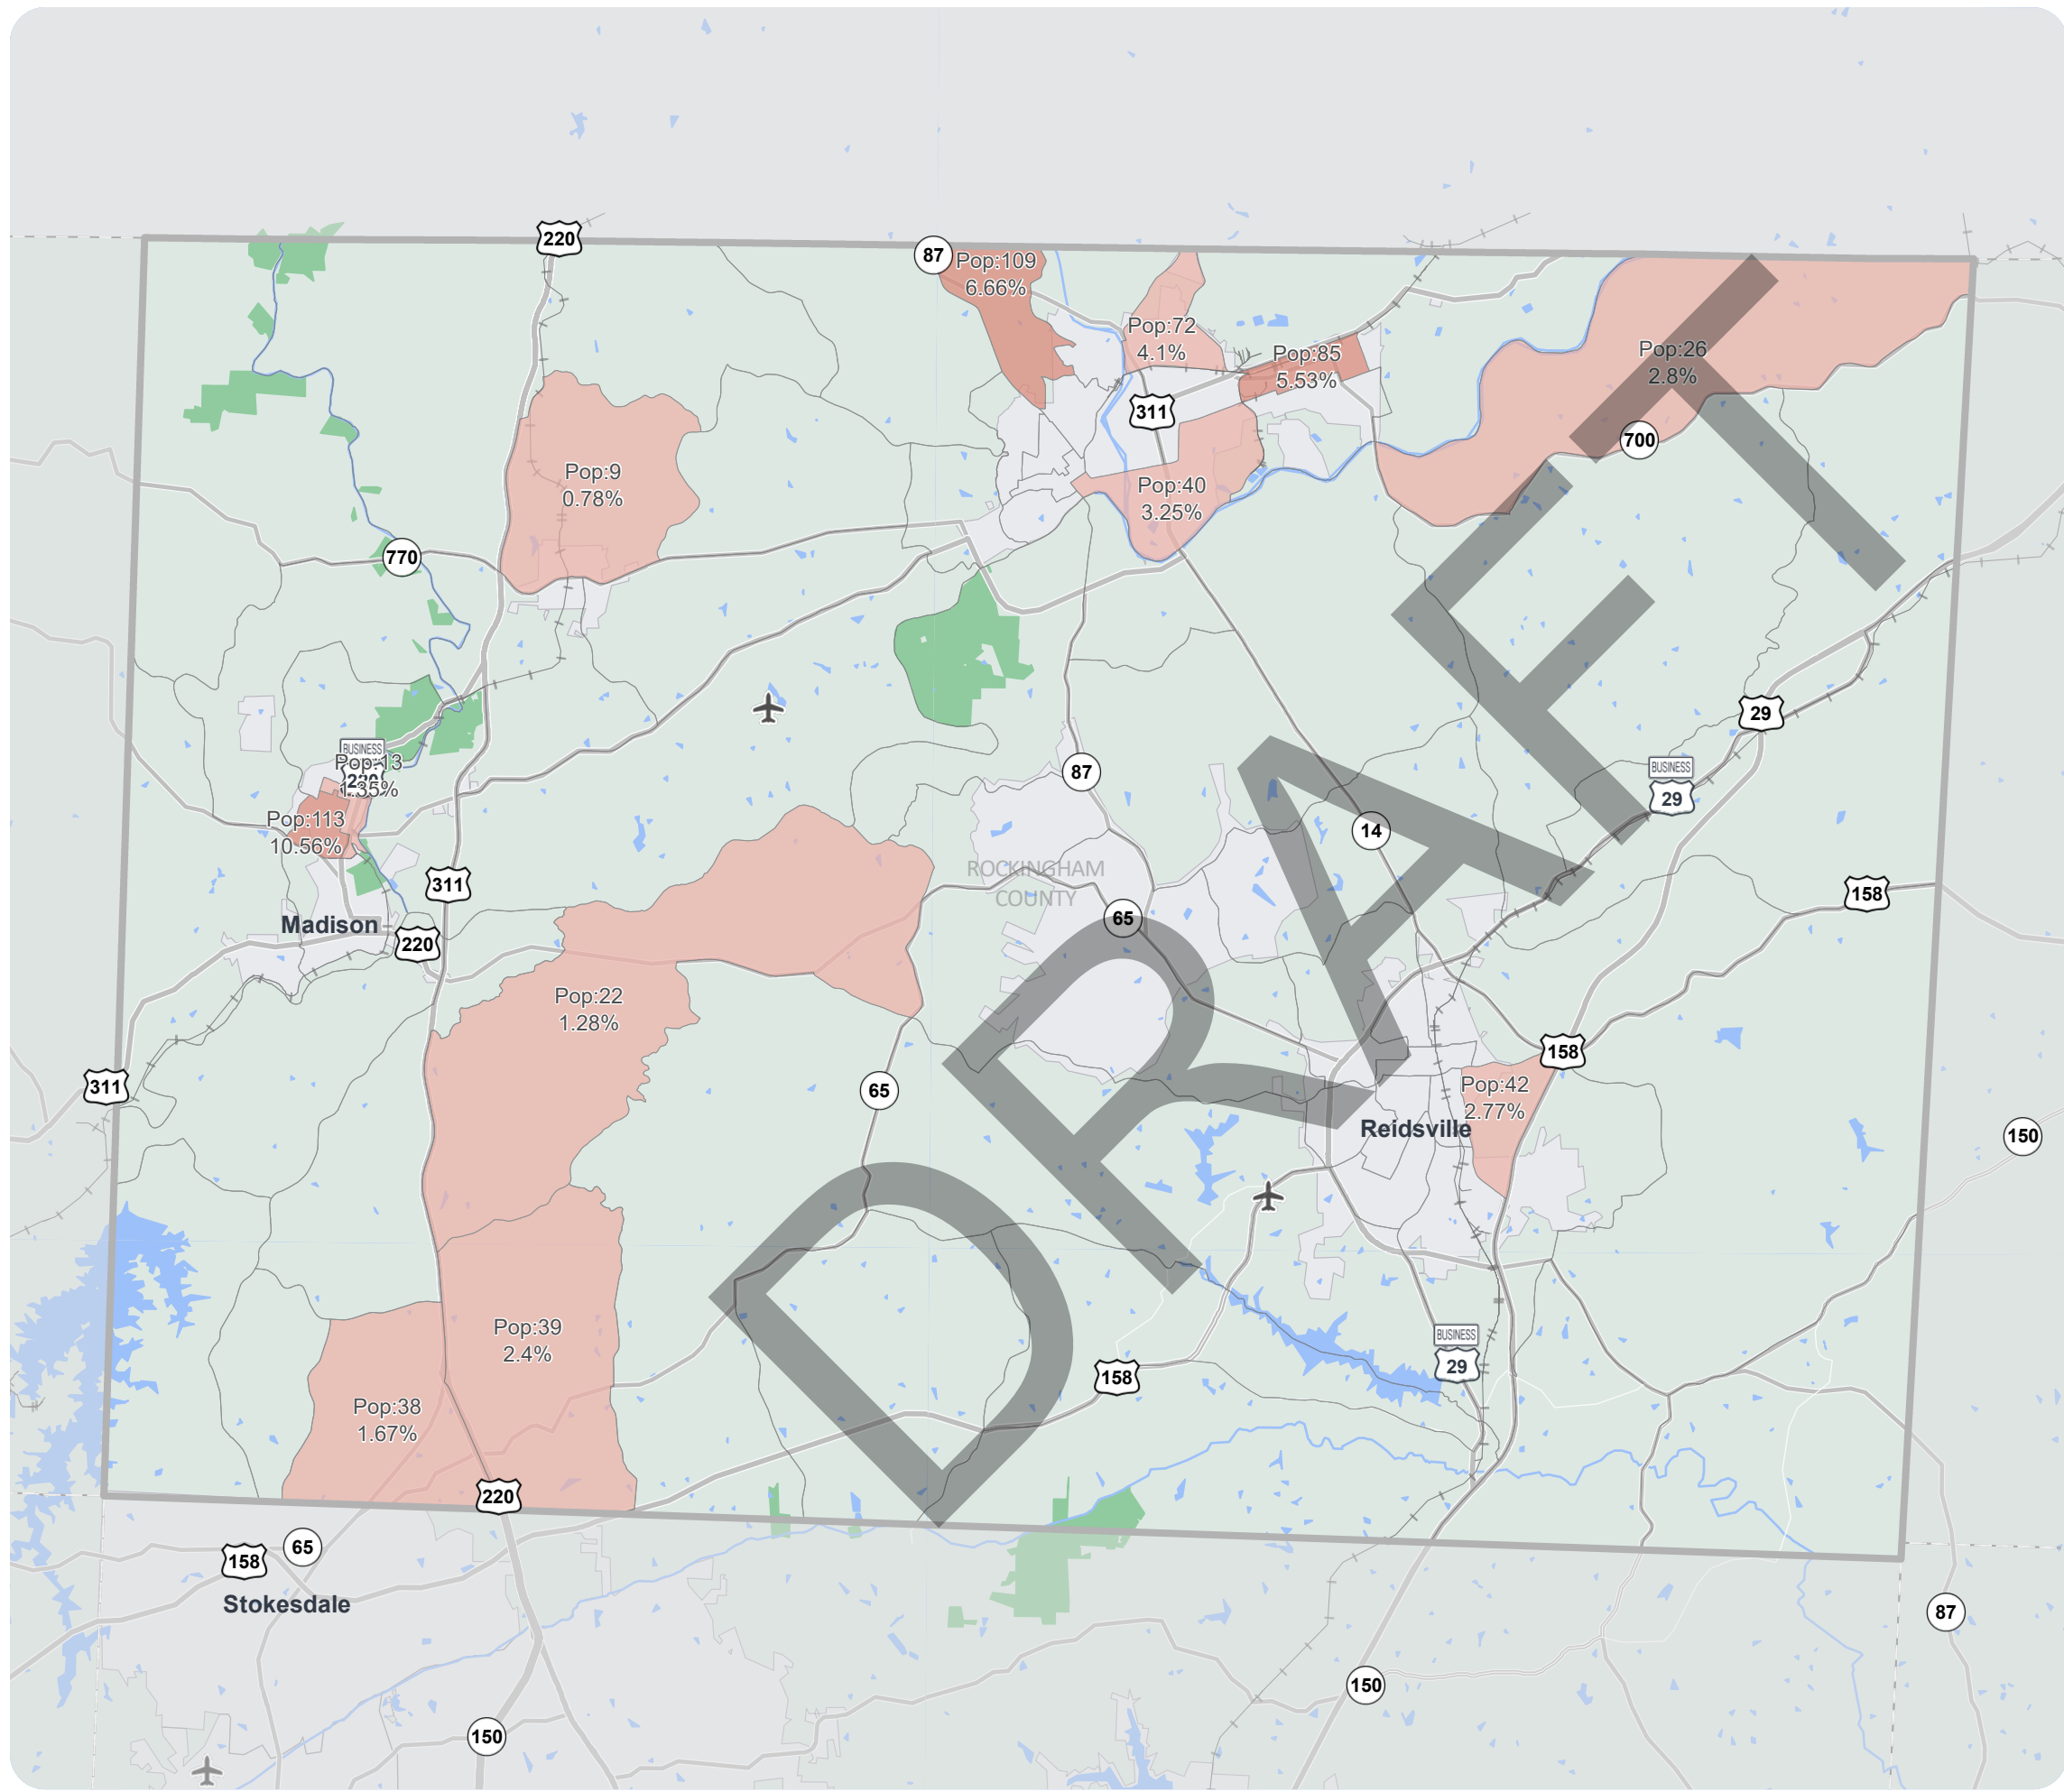 220
87
Pop:109
6.66%
Pop:72
4.1%
Pop:85
5.53%
Pop:26
2.8%
311
700
Pop:9
0.78%
Pop:40
3.25%
770
29
BUSINESS
Pop:13
220
1.35%
87
BUSINESS
29
Pop:113
10.56%
14
ROCKINGHAM
COUNTY
311
158
Madison
65
220
Pop:22
1.28%
158
311
65
Pop:42
2.77%
Reidsville
150
Pop:39
2.4%
BUSINESS
29
158
Pop:38
1.67%
220
65
158
Stokesdale
87
150
150
DRAFT